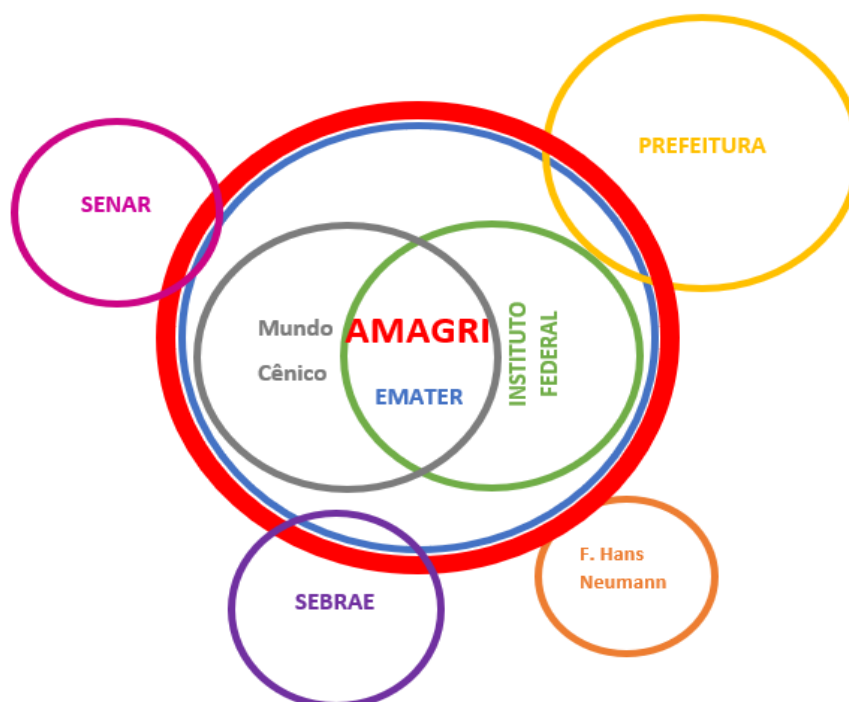 PREFEITURA
SENAR
Mundo
Cênico
AMAGRI
EMATER
INSTITUTO
FEDERAL
F. Hans
Neumann
SEBRAE